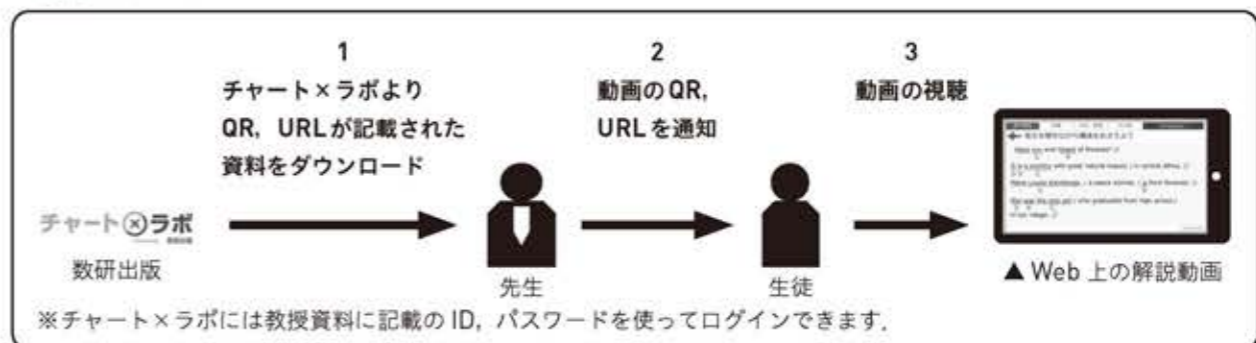 1
チャート×ラボより
QR，URLが記載された
資料をダウンロード
2
動画のQR，
URLを通知
3
動画の視聴
チャート×ラボ
数研出版
先生
生徒
▲ Web 上の解説動画
※チャート×ラボには教授資料に記載の ID，パスワードを使ってログインできます．